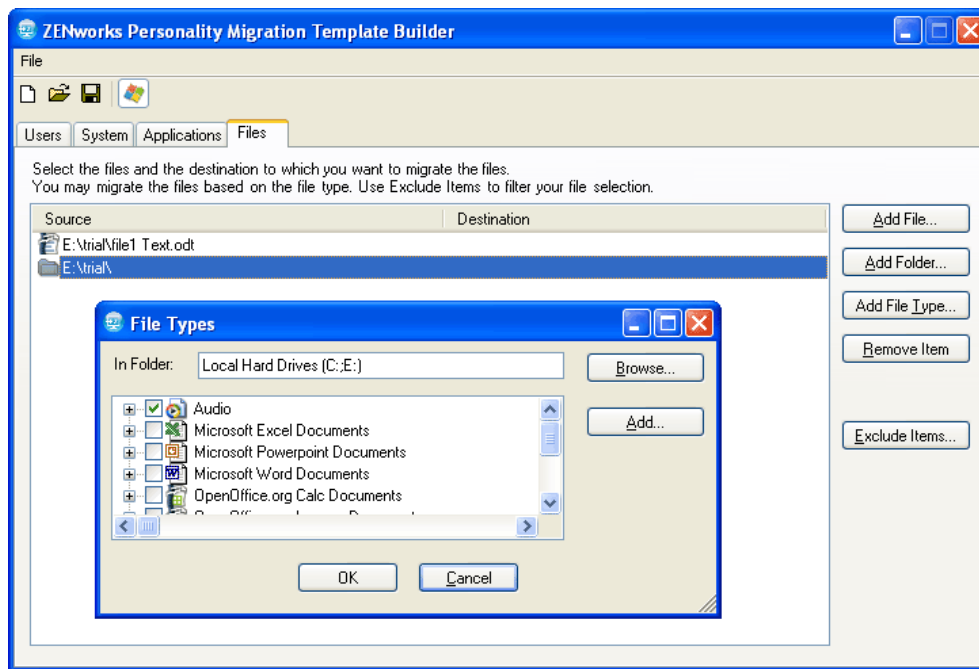 ZENworks Personality Migration Template Builder
File
Users System Applications Files
Select the files and the destination to which you want to migrate the files.
You may migrate the files based on the file type. Use Exclude Items to filter your file selection.
Source Destination
Add File...
E:\trial\file1 Text.odt
E:\trial\
Add Folder...
Add File Type...
File Types
Remove Item
In Folder: Local Hard Drives (C:;E:) Browse...
Audio
Add...
Microsoft Excel Documents
Exclude Items...
Microsoft Powerpoint Documents
Microsoft Word Documents
OpenOffice.org Calc Documents
OK Cancel